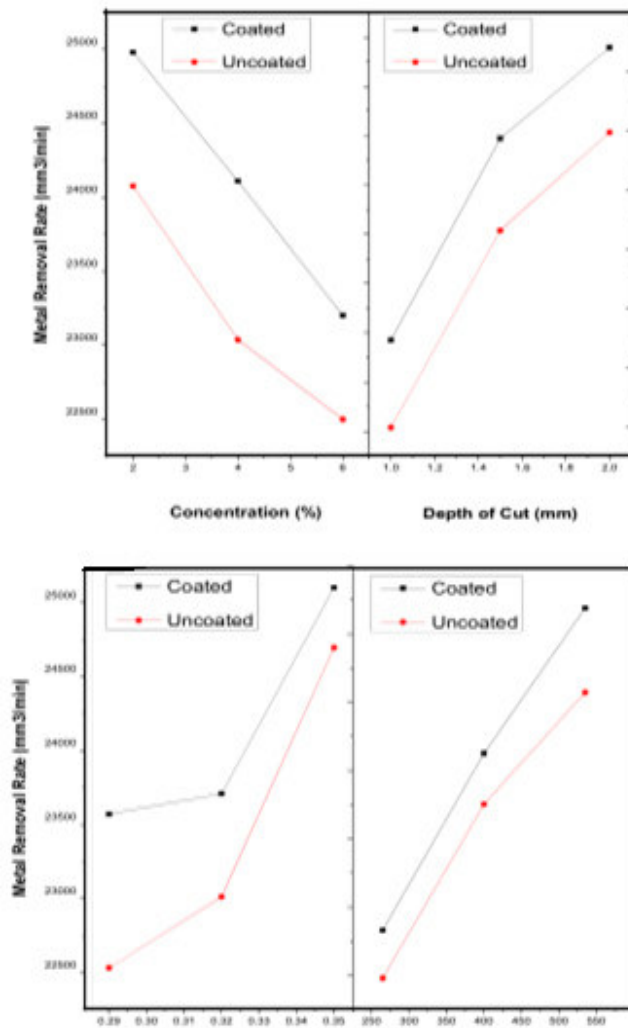 Coated
Uncoated
Coated
Uncoated
Metal Removal Rate [mm3/min]
25000
24500
24000
23500
23000
22500
2 3 4 5 6
1.0 1.2 1.4 1.6 1.8 2.0
Concentration (%)
Depth of Cut (mm)
Coated
Uncoated
Coated
Uncoated
Metal Removal Rate [mm3/min]
25000
24500
24000
23500
23000
22500
0.29 0.30 0.31 0.32 0.33 0.34 0.35
250 300 350 400 450 500 550